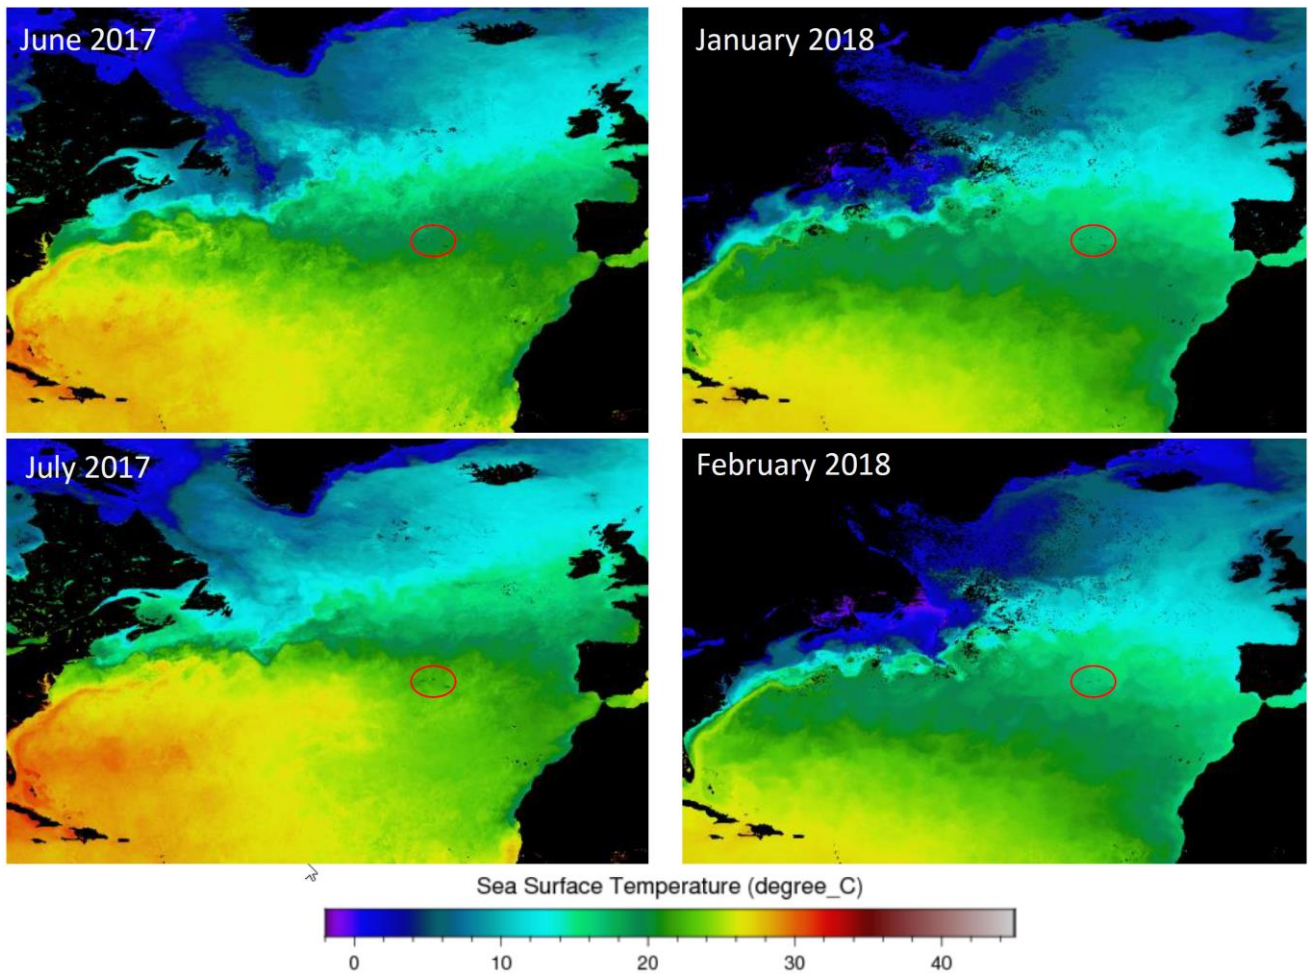 June 2017
January 2018
July 2017
February 2018
Sea Surface Temperature (degree_C)
0 10 20 30 40